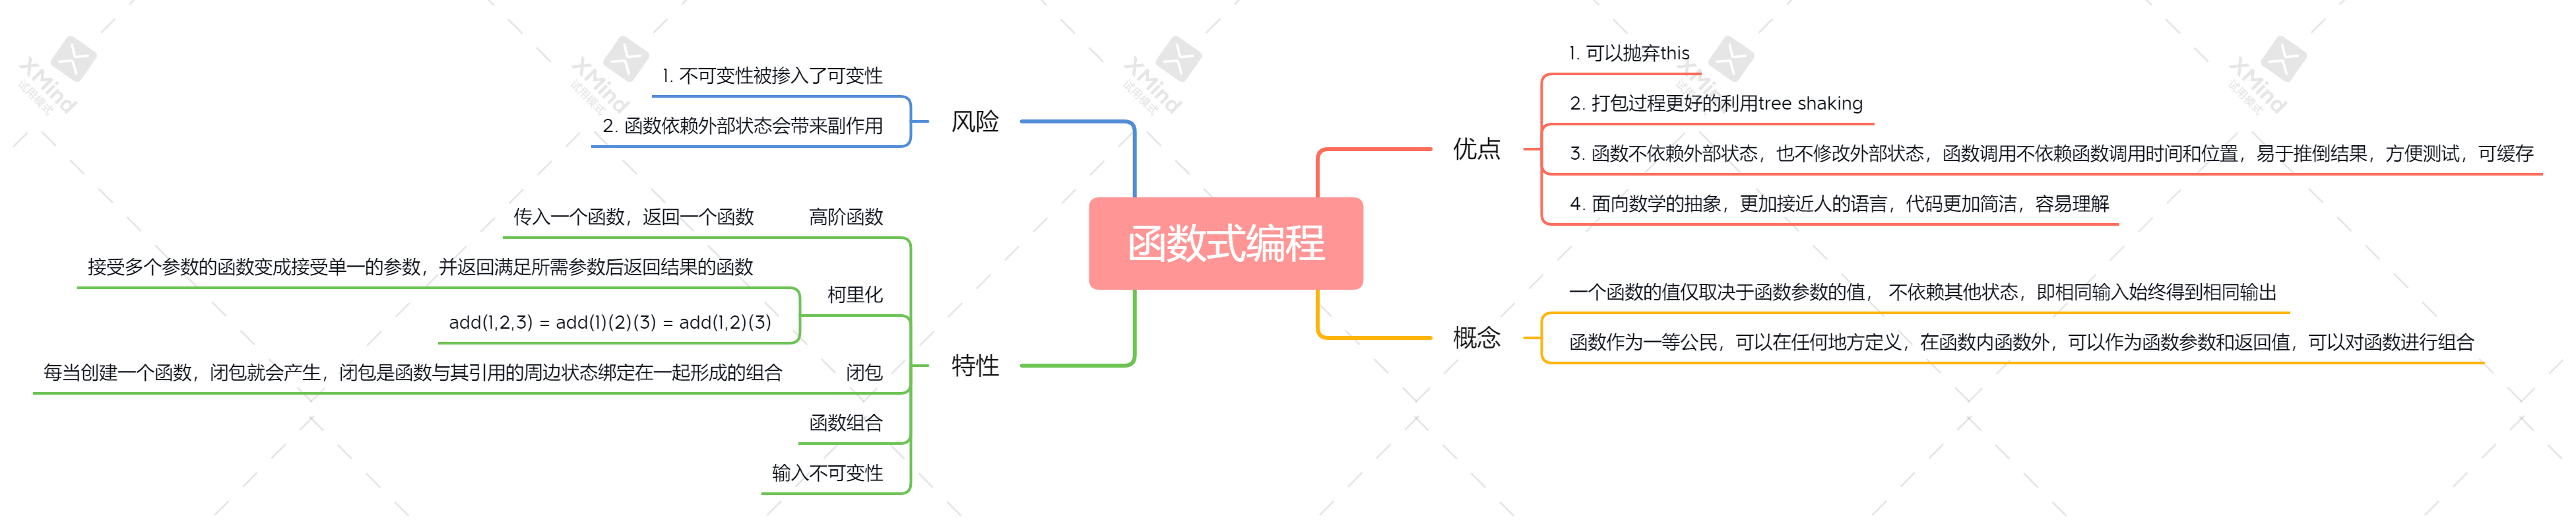 函数式编程
优点
1. 可以抛弃this
2. 打包过程更好的利用tree shaking
3. 函数不依赖外部状态，也不修改外部状态，函数调用不依赖函数调用时间和位置，易于推倒结果，方便测试，可缓存
4. 面向数学的抽象，更加接近人的语言，代码更加简洁，容易理解
概念
一个函数的值仅取决于函数参数的值， 不依赖其他状态，即相同输入始终得到相同输出
函数作为一等公民，可以在任何地方定义，在函数内函数外，可以作为函数参数和返回值，可以对函数进行组合
风险
1. 不可变性被掺入了可变性
2. 函数依赖外部状态会带来副作用
特性
高阶函数
传入一个函数，返回一个函数
柯里化
接受多个参数的函数变成接受单一的参数，并返回满足所需参数后返回结果的函数
add(1,2,3) = add(1)(2)(3) = add(1,2)(3)
闭包
每当创建一个函数，闭包就会产生，闭包是函数与其引用的周边状态绑定在一起形成的组合
函数组合
输入不可变性
XMind
试用模式
XMind
试用模式
XMind
试用模式
XMind
试用模式
XMind
试用模式